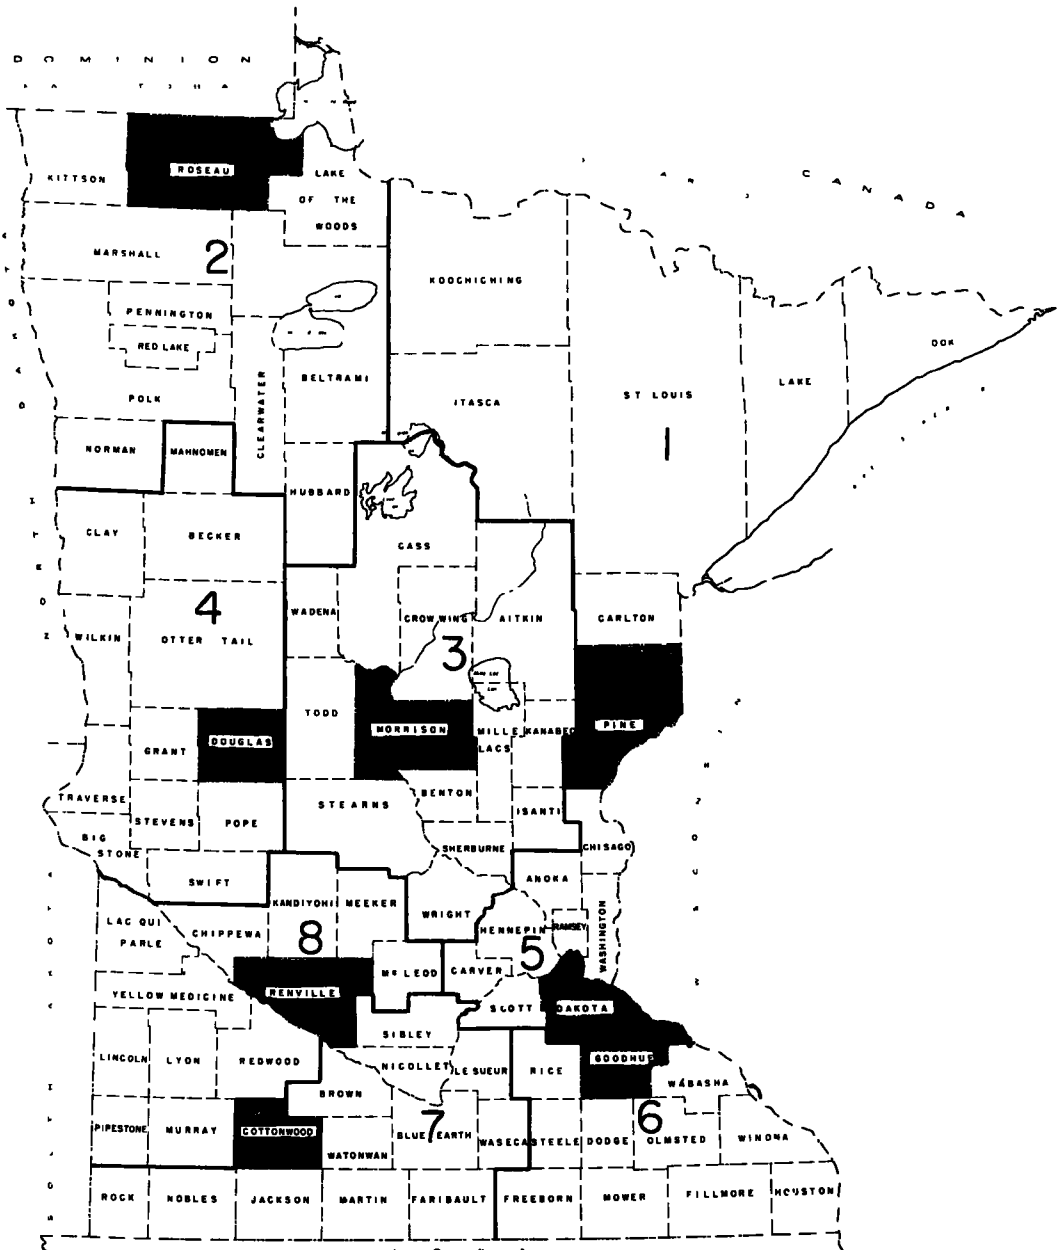 DOMINION
CANADA
ROSEAU
KITTSON
LAKE
OF THE
WOODS
MARSHALL
2
KOOCHICHING
PENNINGTON
RED LAKE
BELTRAMI
POLK
CLEARWATER
ITASCA
ST LOUIS
LAKE
OOK
1
NORMAN
MAHNOMEN
HUBBARD
CLAY
BECKER
CASS
4
WADENA
CROW WING
AITKIN
CARLTON
WILKIN
OTTER TAIL
3
TODD
MORRISON
MILLE
LACS
KANABEC
PINE
GRANT
DOUGLAS
TRAVERSE
STEARNS
BENTON
ISANTI
STEVENS
POPE
BIG
STONE
SHERBURNE
CHISAGO
SWIFT
ANOKA
KANDIYOHI
MEEKER
WRIGHT
LAC QUI
PARLE
CHIPPEWA
8
HENNEPIN
RAMSEY
WASHINGTON
5
McLEOD
CARVER
YELLOW MEDICINE
RENVILLE
SCOTT
DAKOTA
SIBLEY
LINCOLN
LYON
REDWOOD
NICOLLET
LE SUEUR
RICE
GOODHUE
WABASHA
BROWN
PIPESTONE
MURRAY
COTTONWOOD
WATONWAN
BLUE EARTH
7
WASECA
STEELE
DODGE
6
OLMSTED
WINONA
ROCK
NOBLES
JACKSON
MARTIN
FARIBAULT
FREEBORN
MOWER
FILLMORE
HOUSTON